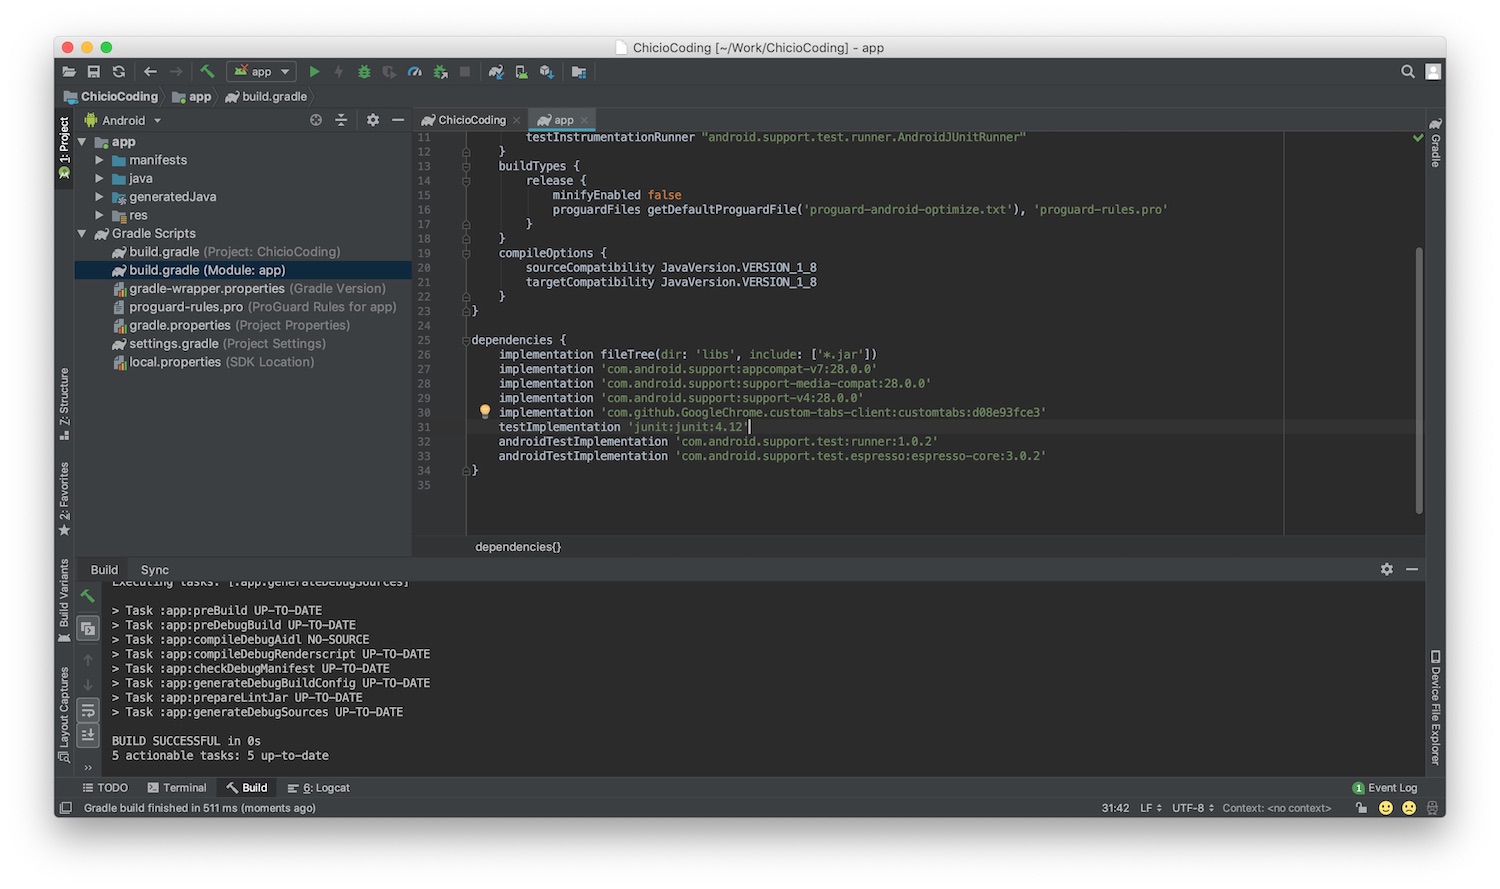 ChicioCoding [~/Work/ChicioCoding] - app
app
ChicioCoding app build.gradle
1: Project
Android
app
manifests
java
generatedJava
res
Gradle Scripts
build.gradle (Project: ChicioCoding)
build.gradle (Module: app)
gradle-wrapper.properties (Gradle Version)
proguard-rules.pro (ProGuard Rules for app)
gradle.properties (Project Properties)
settings.gradle (Project Settings)
local.properties (SDK Location)
Z: Structure
2: Favorites
Build Variants
Layout Captures
ChicioCoding app
11 testInstrumentationRunner "android.support.test.runner.AndroidJUnitRunner"
12 }
13 buildTypes {
14 release {
15 minifyEnabled false
16 proguardFiles getDefaultProguardFile('proguard-android-optimize.txt'), 'proguard-rules.pro'
17 }
18 }
19 compileOptions {
20 sourceCompatibility JavaVersion.VERSION_1_8
21 targetCompatibility JavaVersion.VERSION_1_8
22 }
23 }
24
25 dependencies {
26 implementation fileTree(dir: 'libs', include: ['*.jar'])
27 implementation 'com.android.support:appcompat-v7:28.0.0'
28 implementation 'com.android.support:support-media-compat:28.0.0'
29 implementation 'com.android.support:support-v4:28.0.0'
30 implementation 'com.github.GoogleChrome.custom-tabs-client:customtabs:d08e93fce3'
31 testImplementation 'junit:junit:4.12'
32 androidTestImplementation 'com.android.support.test:runner:1.0.2'
33 androidTestImplementation 'com.android.support.test.espresso:espresso-core:3.0.2'
34 }
35
dependencies{}
Gradle
Device File Explorer
Build Sync
Executing tasks: [:app:generateDebugSources]
> Task :app:preBuild UP-TO-DATE
> Task :app:preDebugBuild UP-TO-DATE
> Task :app:compileDebugAidl NO-SOURCE
> Task :app:compileDebugRenderscript UP-TO-DATE
> Task :app:checkDebugManifest UP-TO-DATE
> Task :app:generateDebugBuildConfig UP-TO-DATE
> Task :app:prepareLintJar UP-TO-DATE
> Task :app:generateDebugSources UP-TO-DATE
BUILD SUCCESSFUL in 0s
5 actionable tasks: 5 up-to-date
TODO Terminal Build 6: Logcat 1 Event Log
Gradle build finished in 511 ms (moments ago) 31:42 LF UTF-8 Context: <no context>